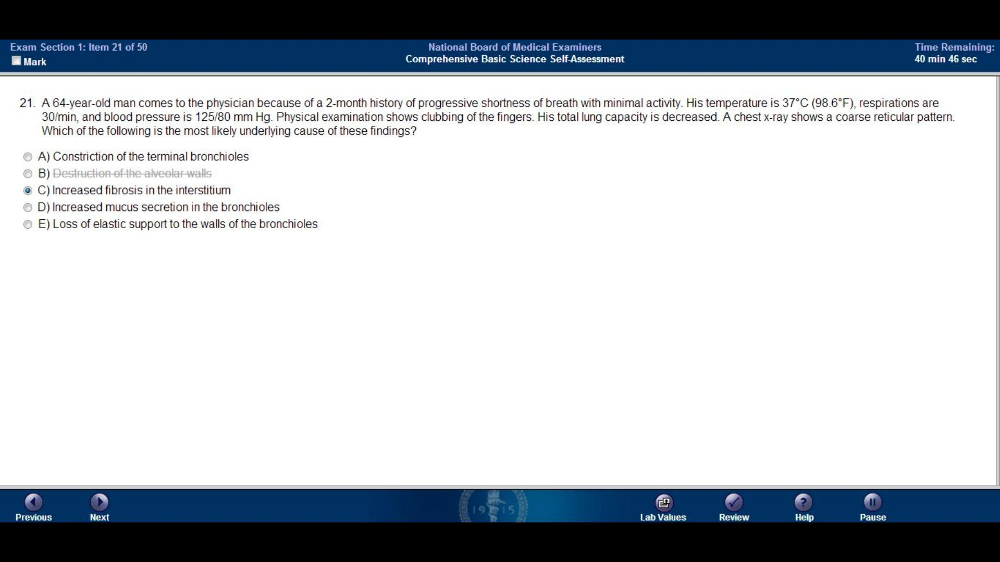 Exam Section 1: Item 21 of 50
National Board of Medical Examiners
Time Remaining:
Mark
Comprehensive Basic Science Self-Assessment
40 min 46 sec
21. A 64-year-old man comes to the physician because of a 2-month history of progressive shortness of breath with minimal activity. His temperature is 37°C (98.6°F), respirations are
30/min, and blood pressure is 125/80 mm Hg. Physical examination shows clubbing of the fingers. His total lung capacity is decreased. A chest x-ray shows a coarse reticular pattern.
Which of the following is the most likely underlying cause of these findings?
A) Constriction of the terminal bronchioles
B) Destruction of the alveolar walls
C) Increased fibrosis in the interstitium
D) Increased mucus secretion in the bronchioles
E) Loss of elastic support to the walls of the bronchioles
1915
Previous
Next
Lab Values
Review
Help
Pause